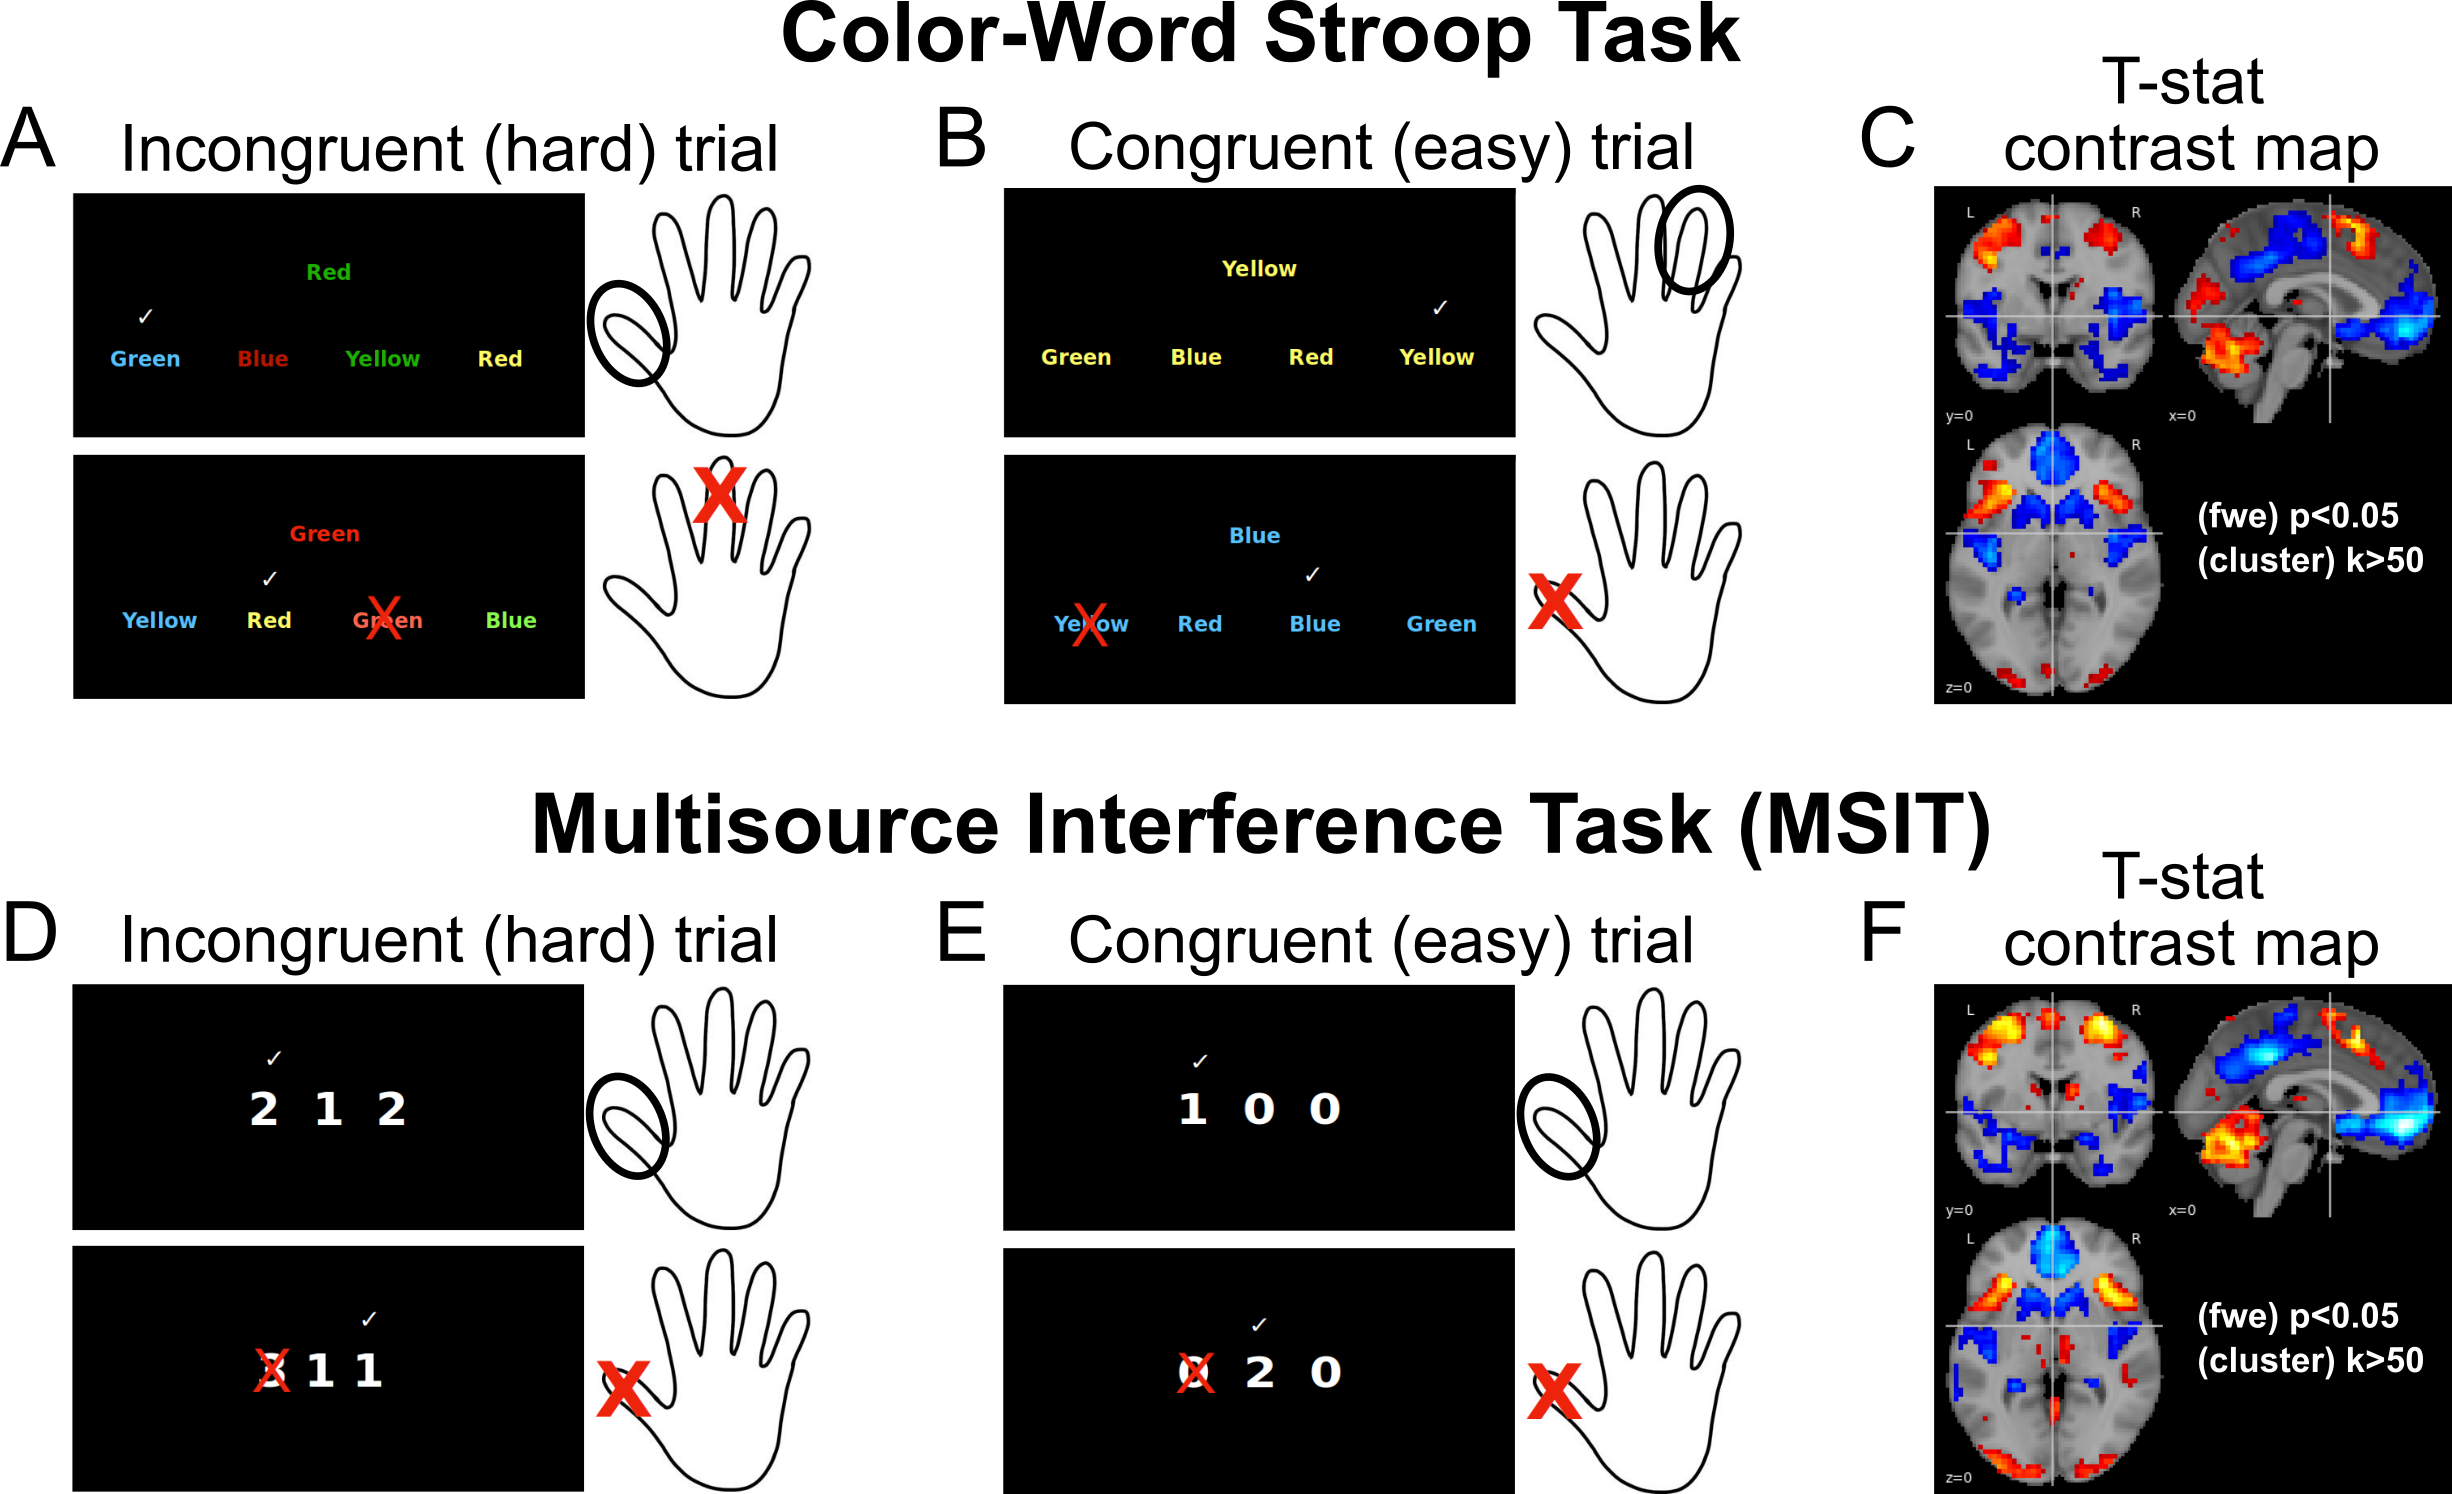 Color-Word Stroop Task
A
Incongruent (hard) trial
B
Congruent (easy) trial
C
T-stat
contrast map
Red
✓
Green Blue Yellow Red
Green
✓
Yellow Red Green Blue
X
X
Yellow
✓
Green Blue Red Yellow
Blue
✓
Yellow Red Blue Green
X
X
L R
y=0 x=0
L R
z=0
(fwe) p<0.05
(cluster) k>50
Multisource Interference Task (MSIT)
D
Incongruent (hard) trial
E
Congruent (easy) trial
F
T-stat
contrast map
✓
2 1 2
✓
3 1 1
X
X
✓
1 0 0
✓
0 2 0
X
X
L R
y=0 x=0
L R
z=0
(fwe) p<0.05
(cluster) k>50